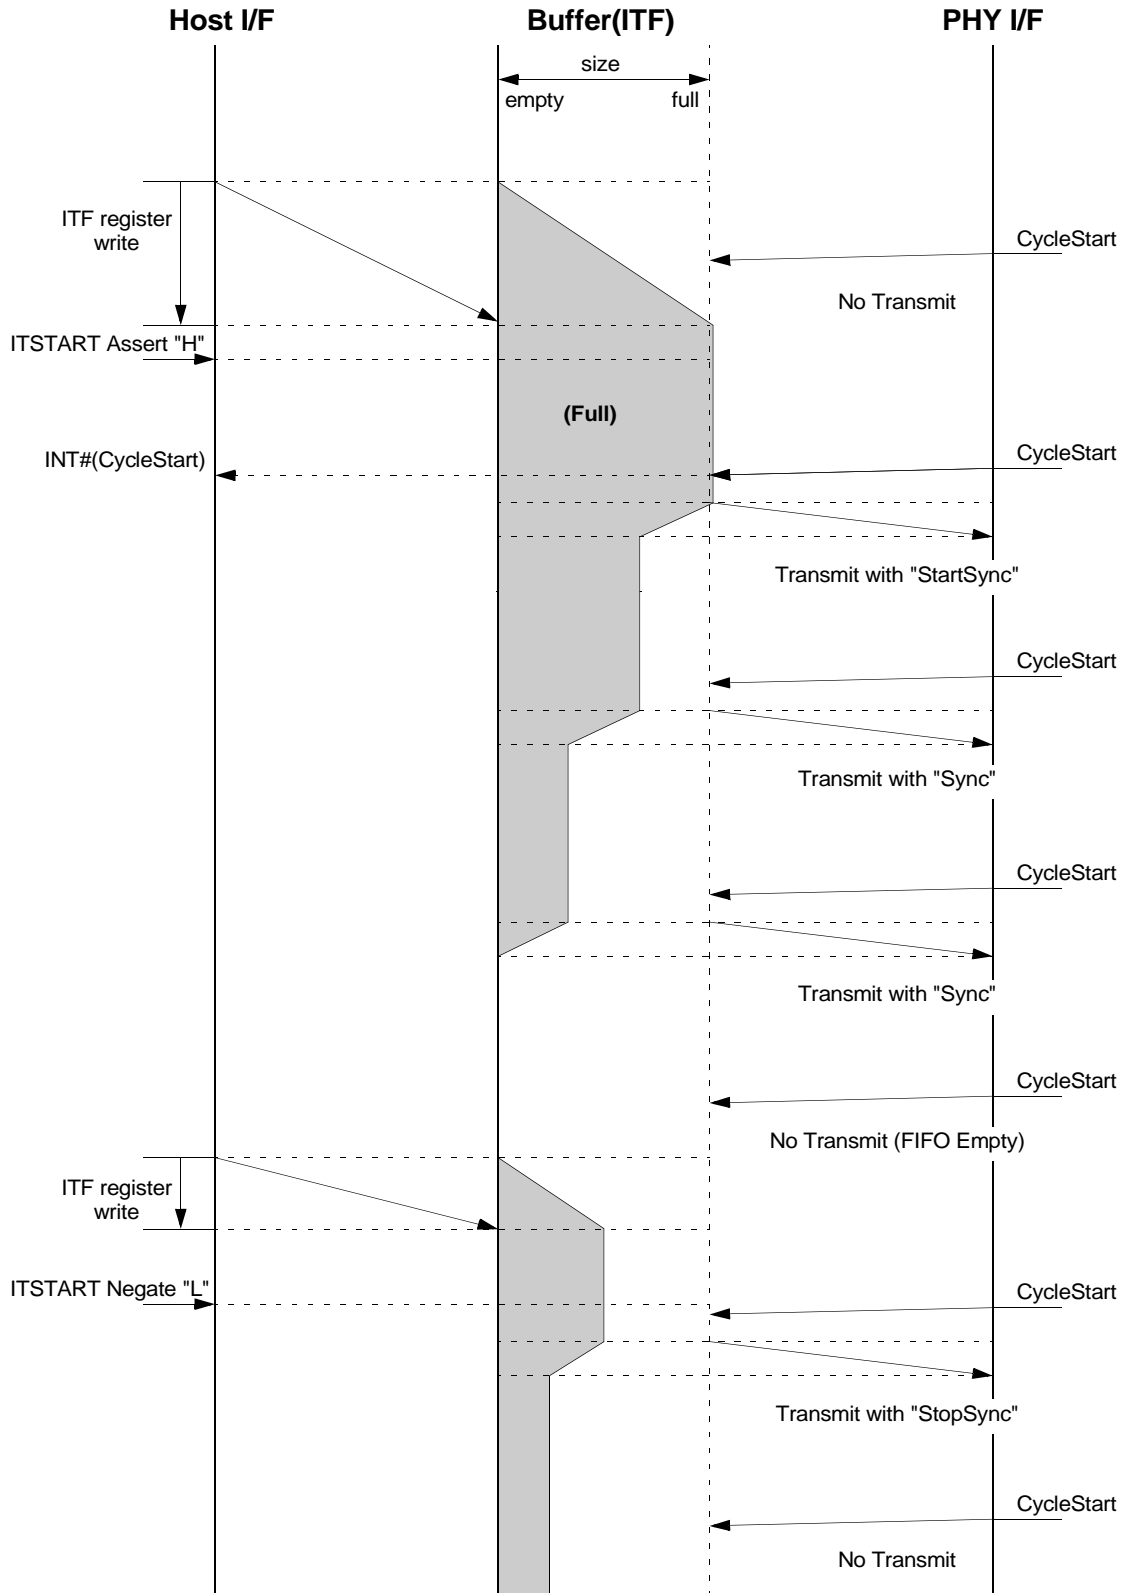 Host I/F
Buffer(ITF)
PHY I/F
size
empty
full
ITF register
write
CycleStart
No Transmit
ITSTART Assert "H"
(Full)
INT#(CycleStart)
CycleStart
Transmit with "StartSync"
CycleStart
Transmit with "Sync"
CycleStart
Transmit with "Sync"
CycleStart
No Transmit (FIFO Empty)
ITF register
write
ITSTART Negate "L"
CycleStart
Transmit with "StopSync"
CycleStart
No Transmit